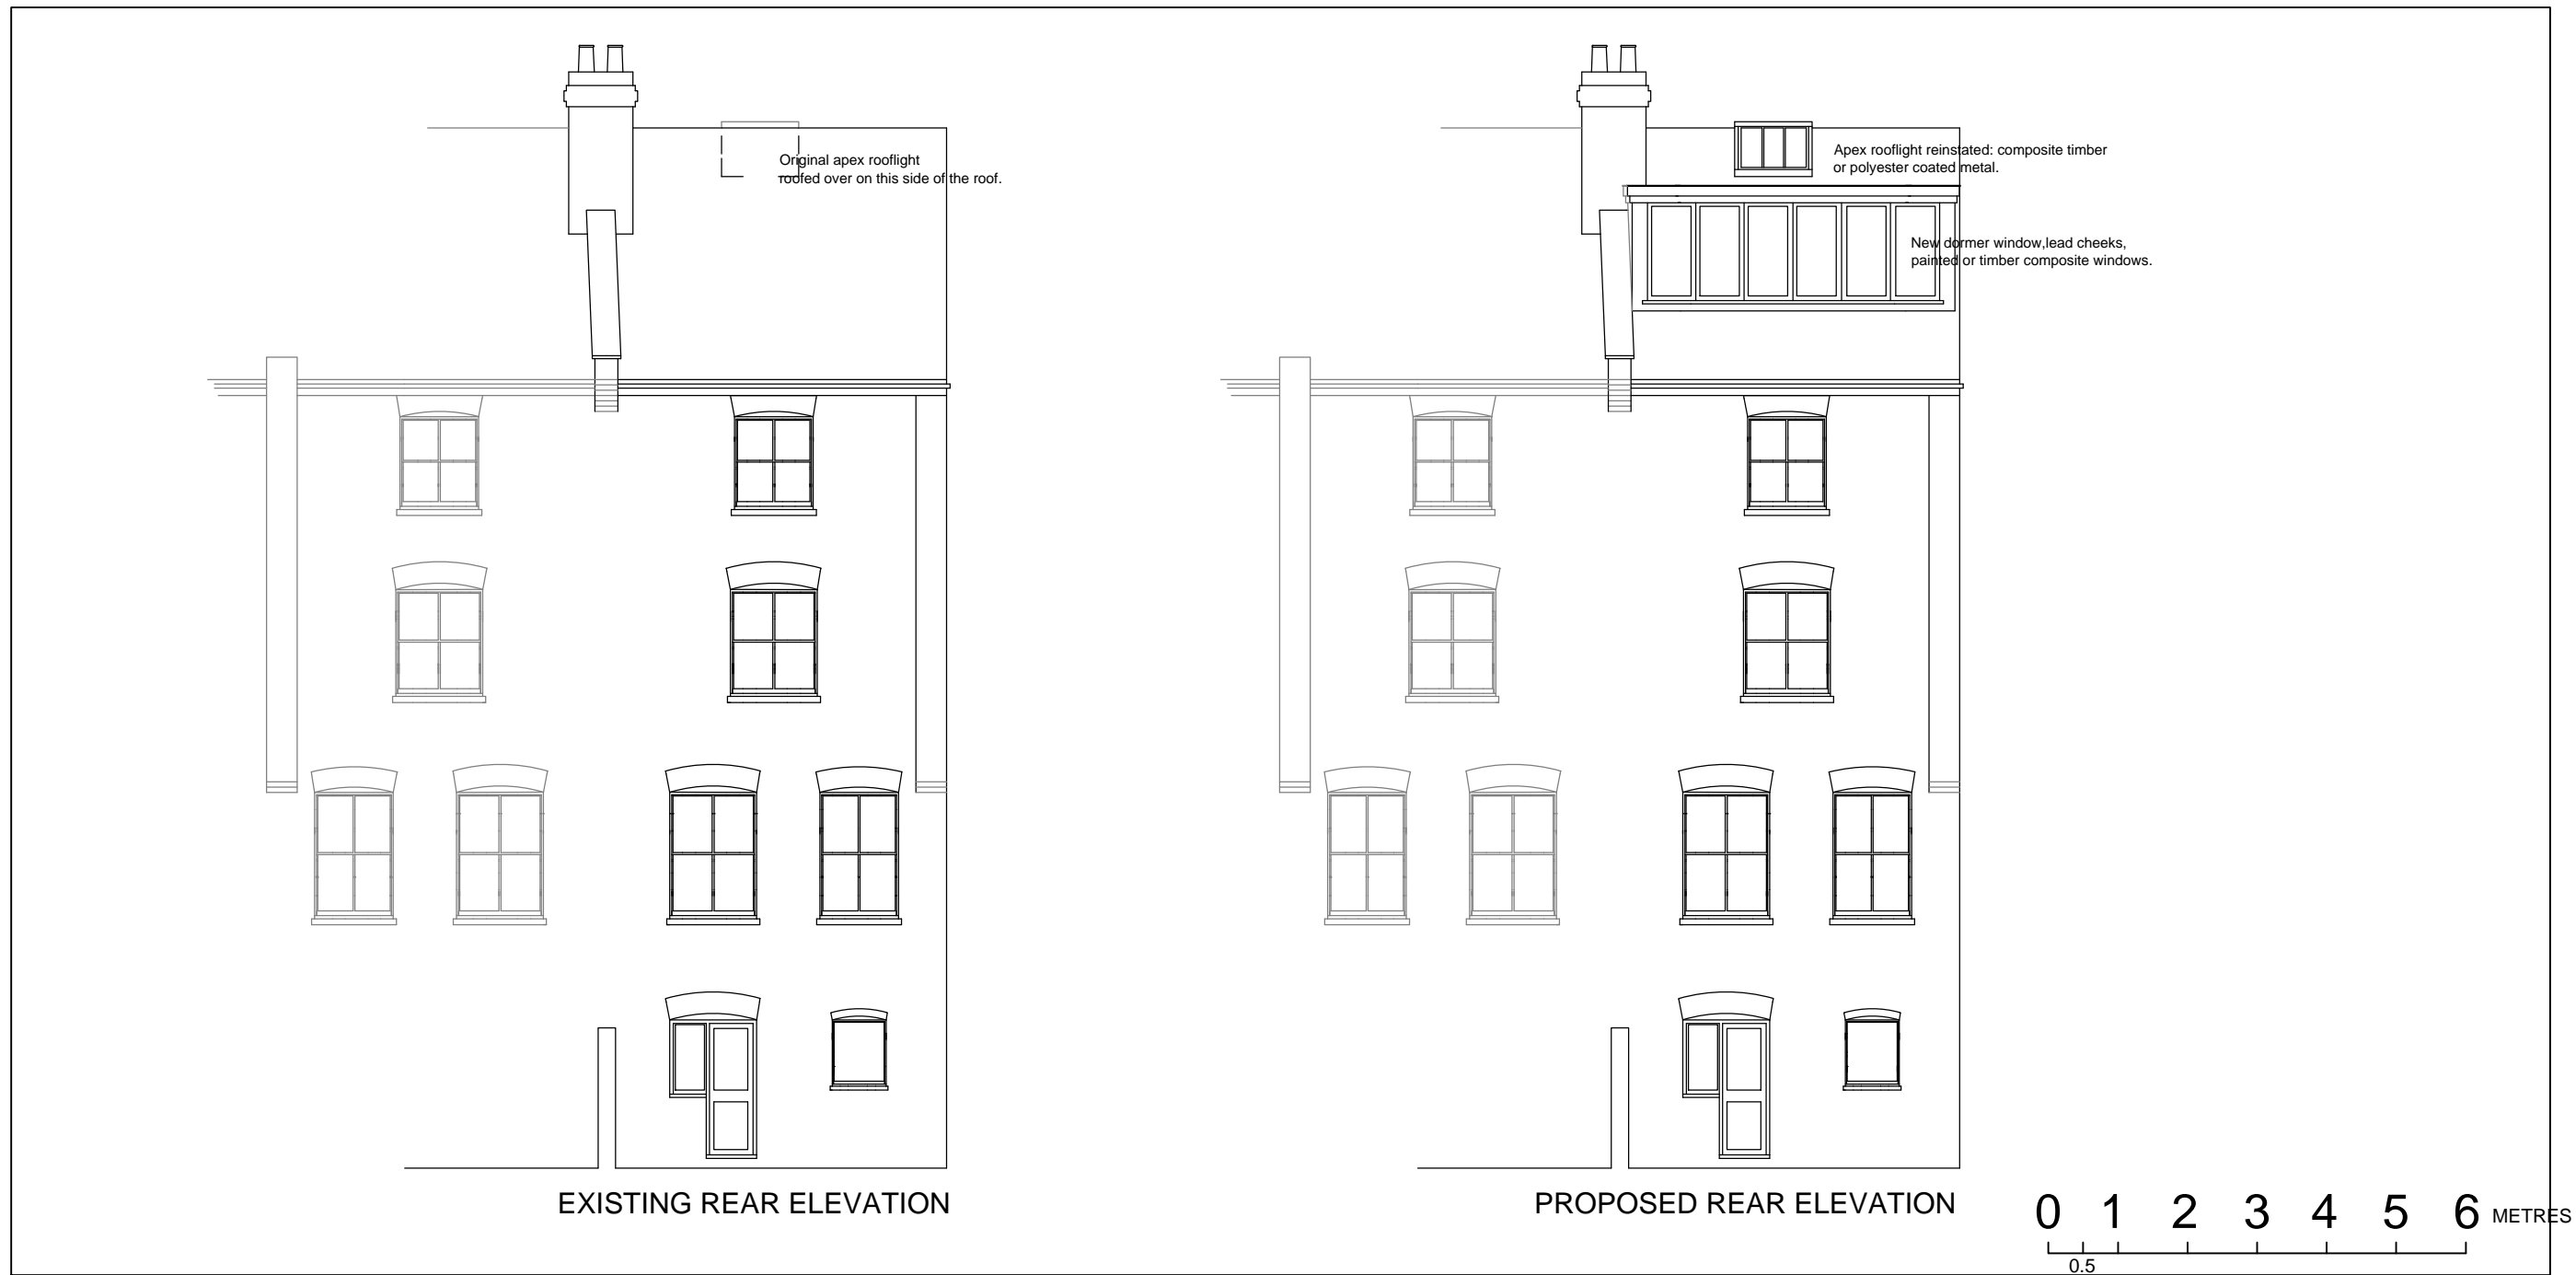 Original apex rooflight
roofed over on this side of the roof.
Apex rooflight reinstated: composite timber
or polyester coated metal.
New dormer window,lead cheeks,
painted or timber composite windows.
EXISTING REAR ELEVATION
PROPOSED REAR ELEVATION
0 1 2 3 4 5 6 METRES
0.5